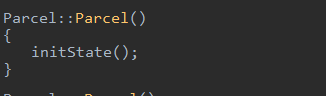 Parcel::Parcel()
{
initState();
}